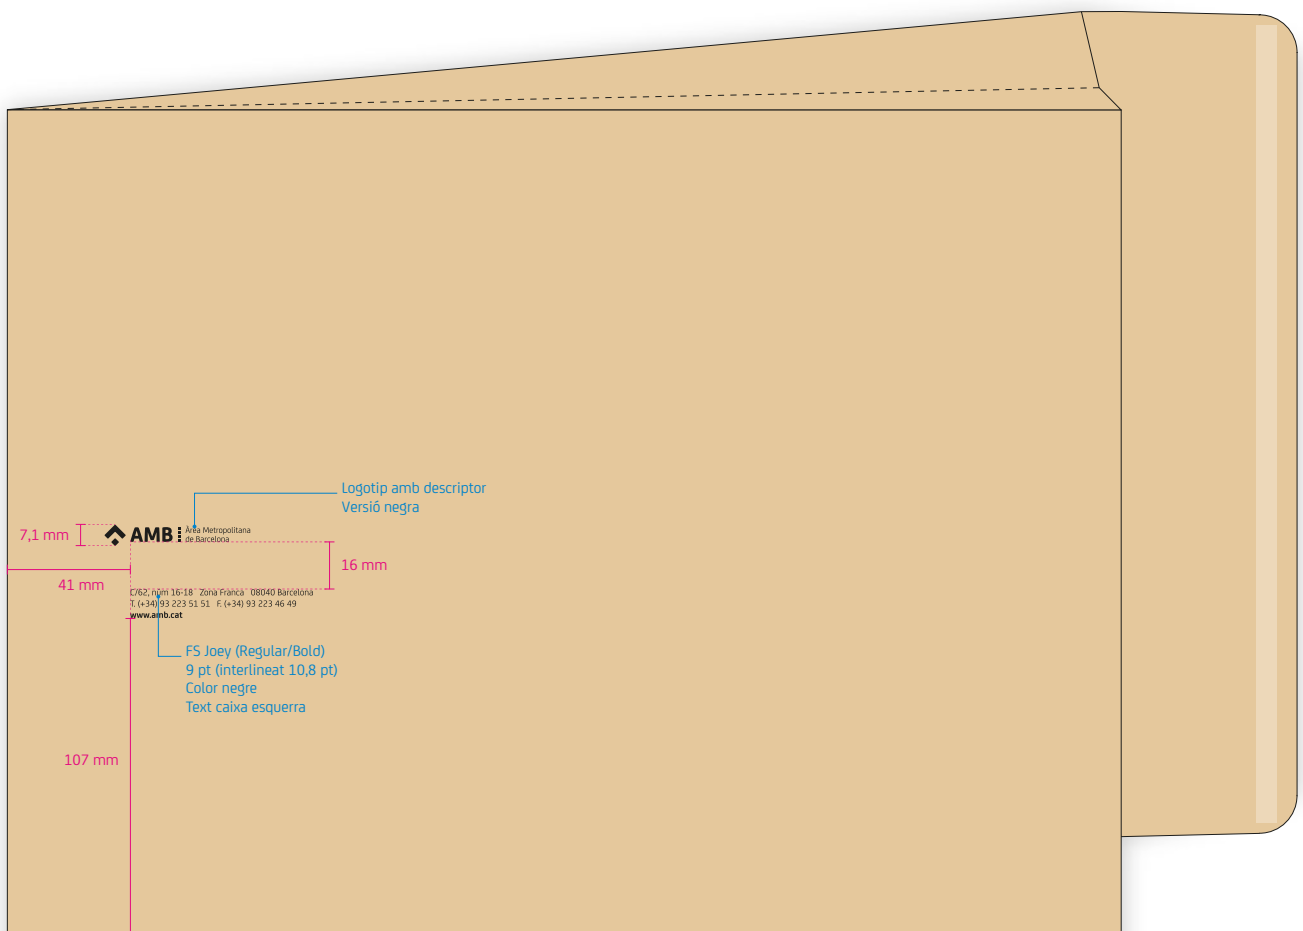 Logotip amb descriptor
Versió negra
7,1 mm
AMB
Àrea Metropolitana
de Barcelona
16 mm
41 mm
C/62, núm 16-18 Zona Franca 08040 Barcelona
T. (+34) 93 223 51 51 F. (+34) 93 223 46 49
www.amb.cat
FS Joey (Regular/Bold)
9 pt (interlineat 10,8 pt)
Color negre
Text caixa esquerra
107 mm